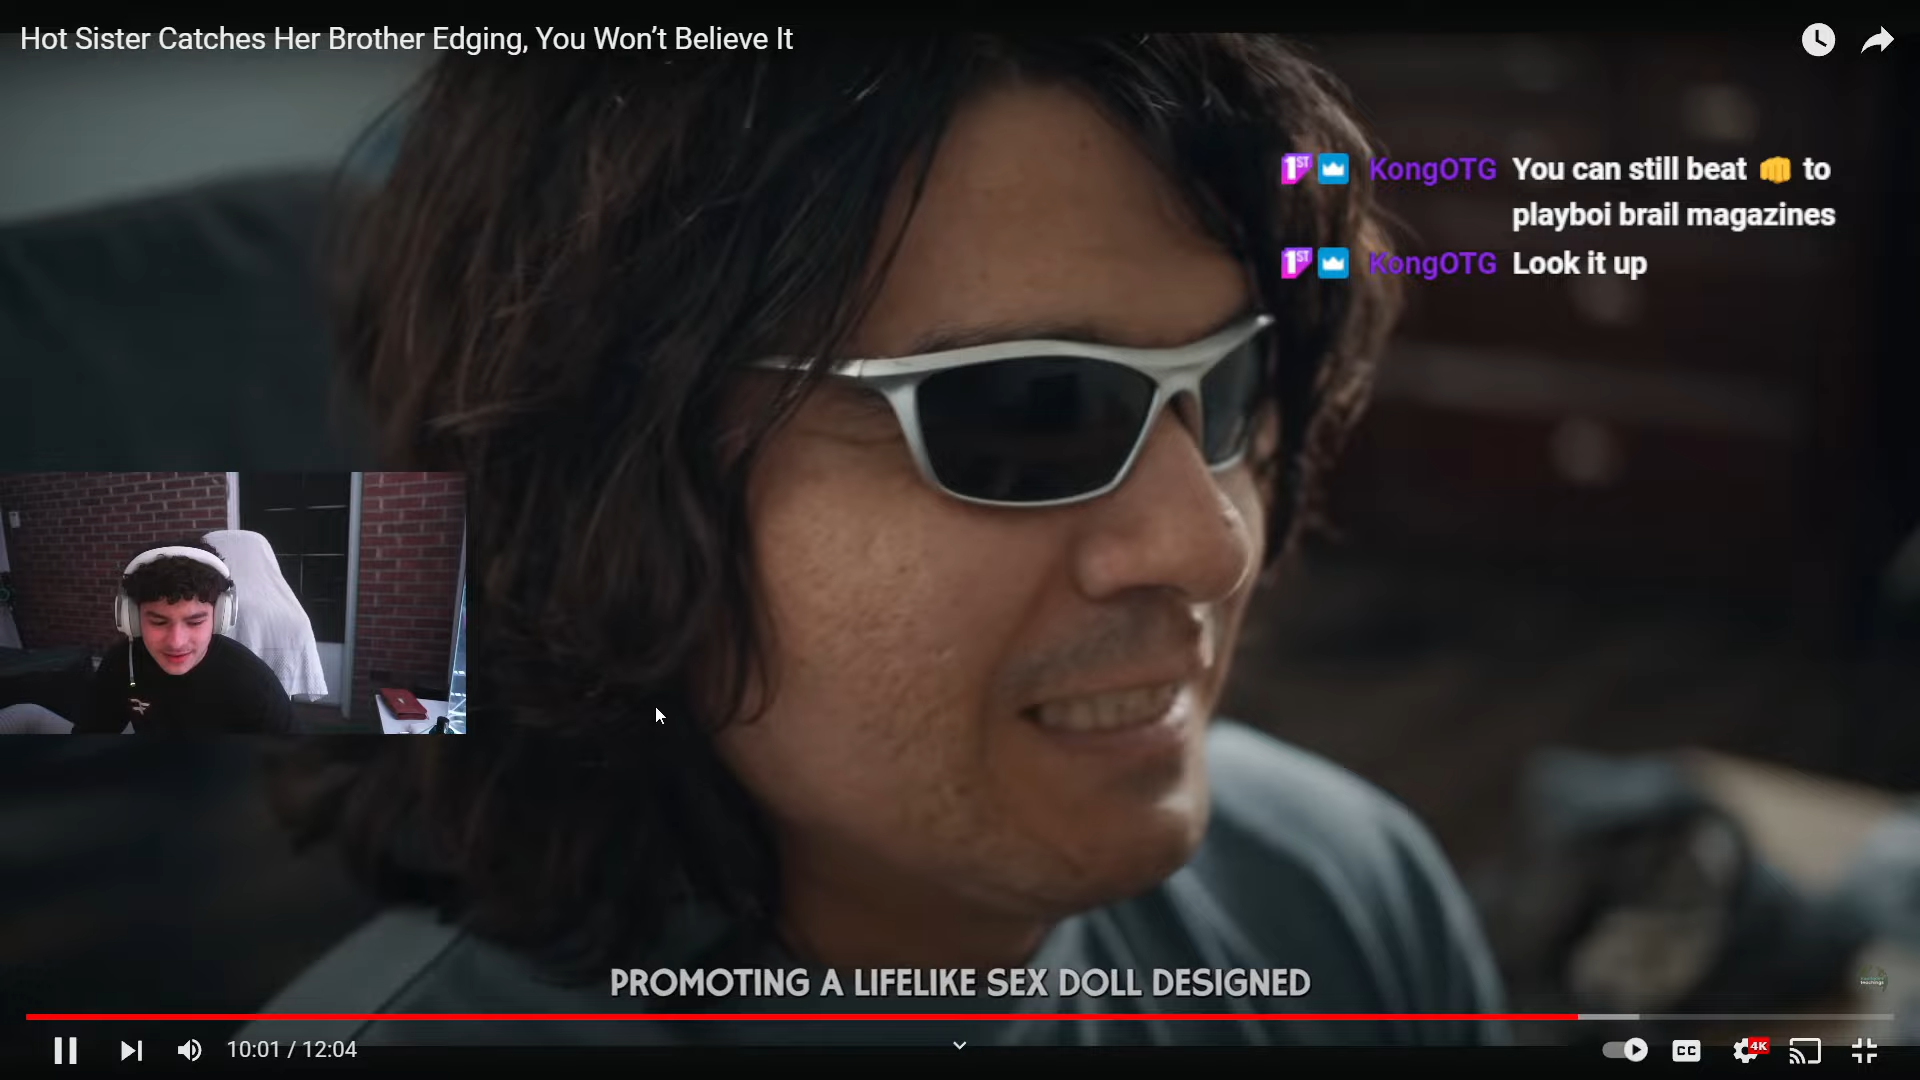 Hot Sister Catches Her Brother Edging, You Won’t Believe It
1ST KongOTG You can still beat 👊 to
playboi brail magazines
1ST KongOTG Look it up
PROMOTING A LIFELIKE SEX DOLL DESIGNED
10:01 / 12:04
CC
4K